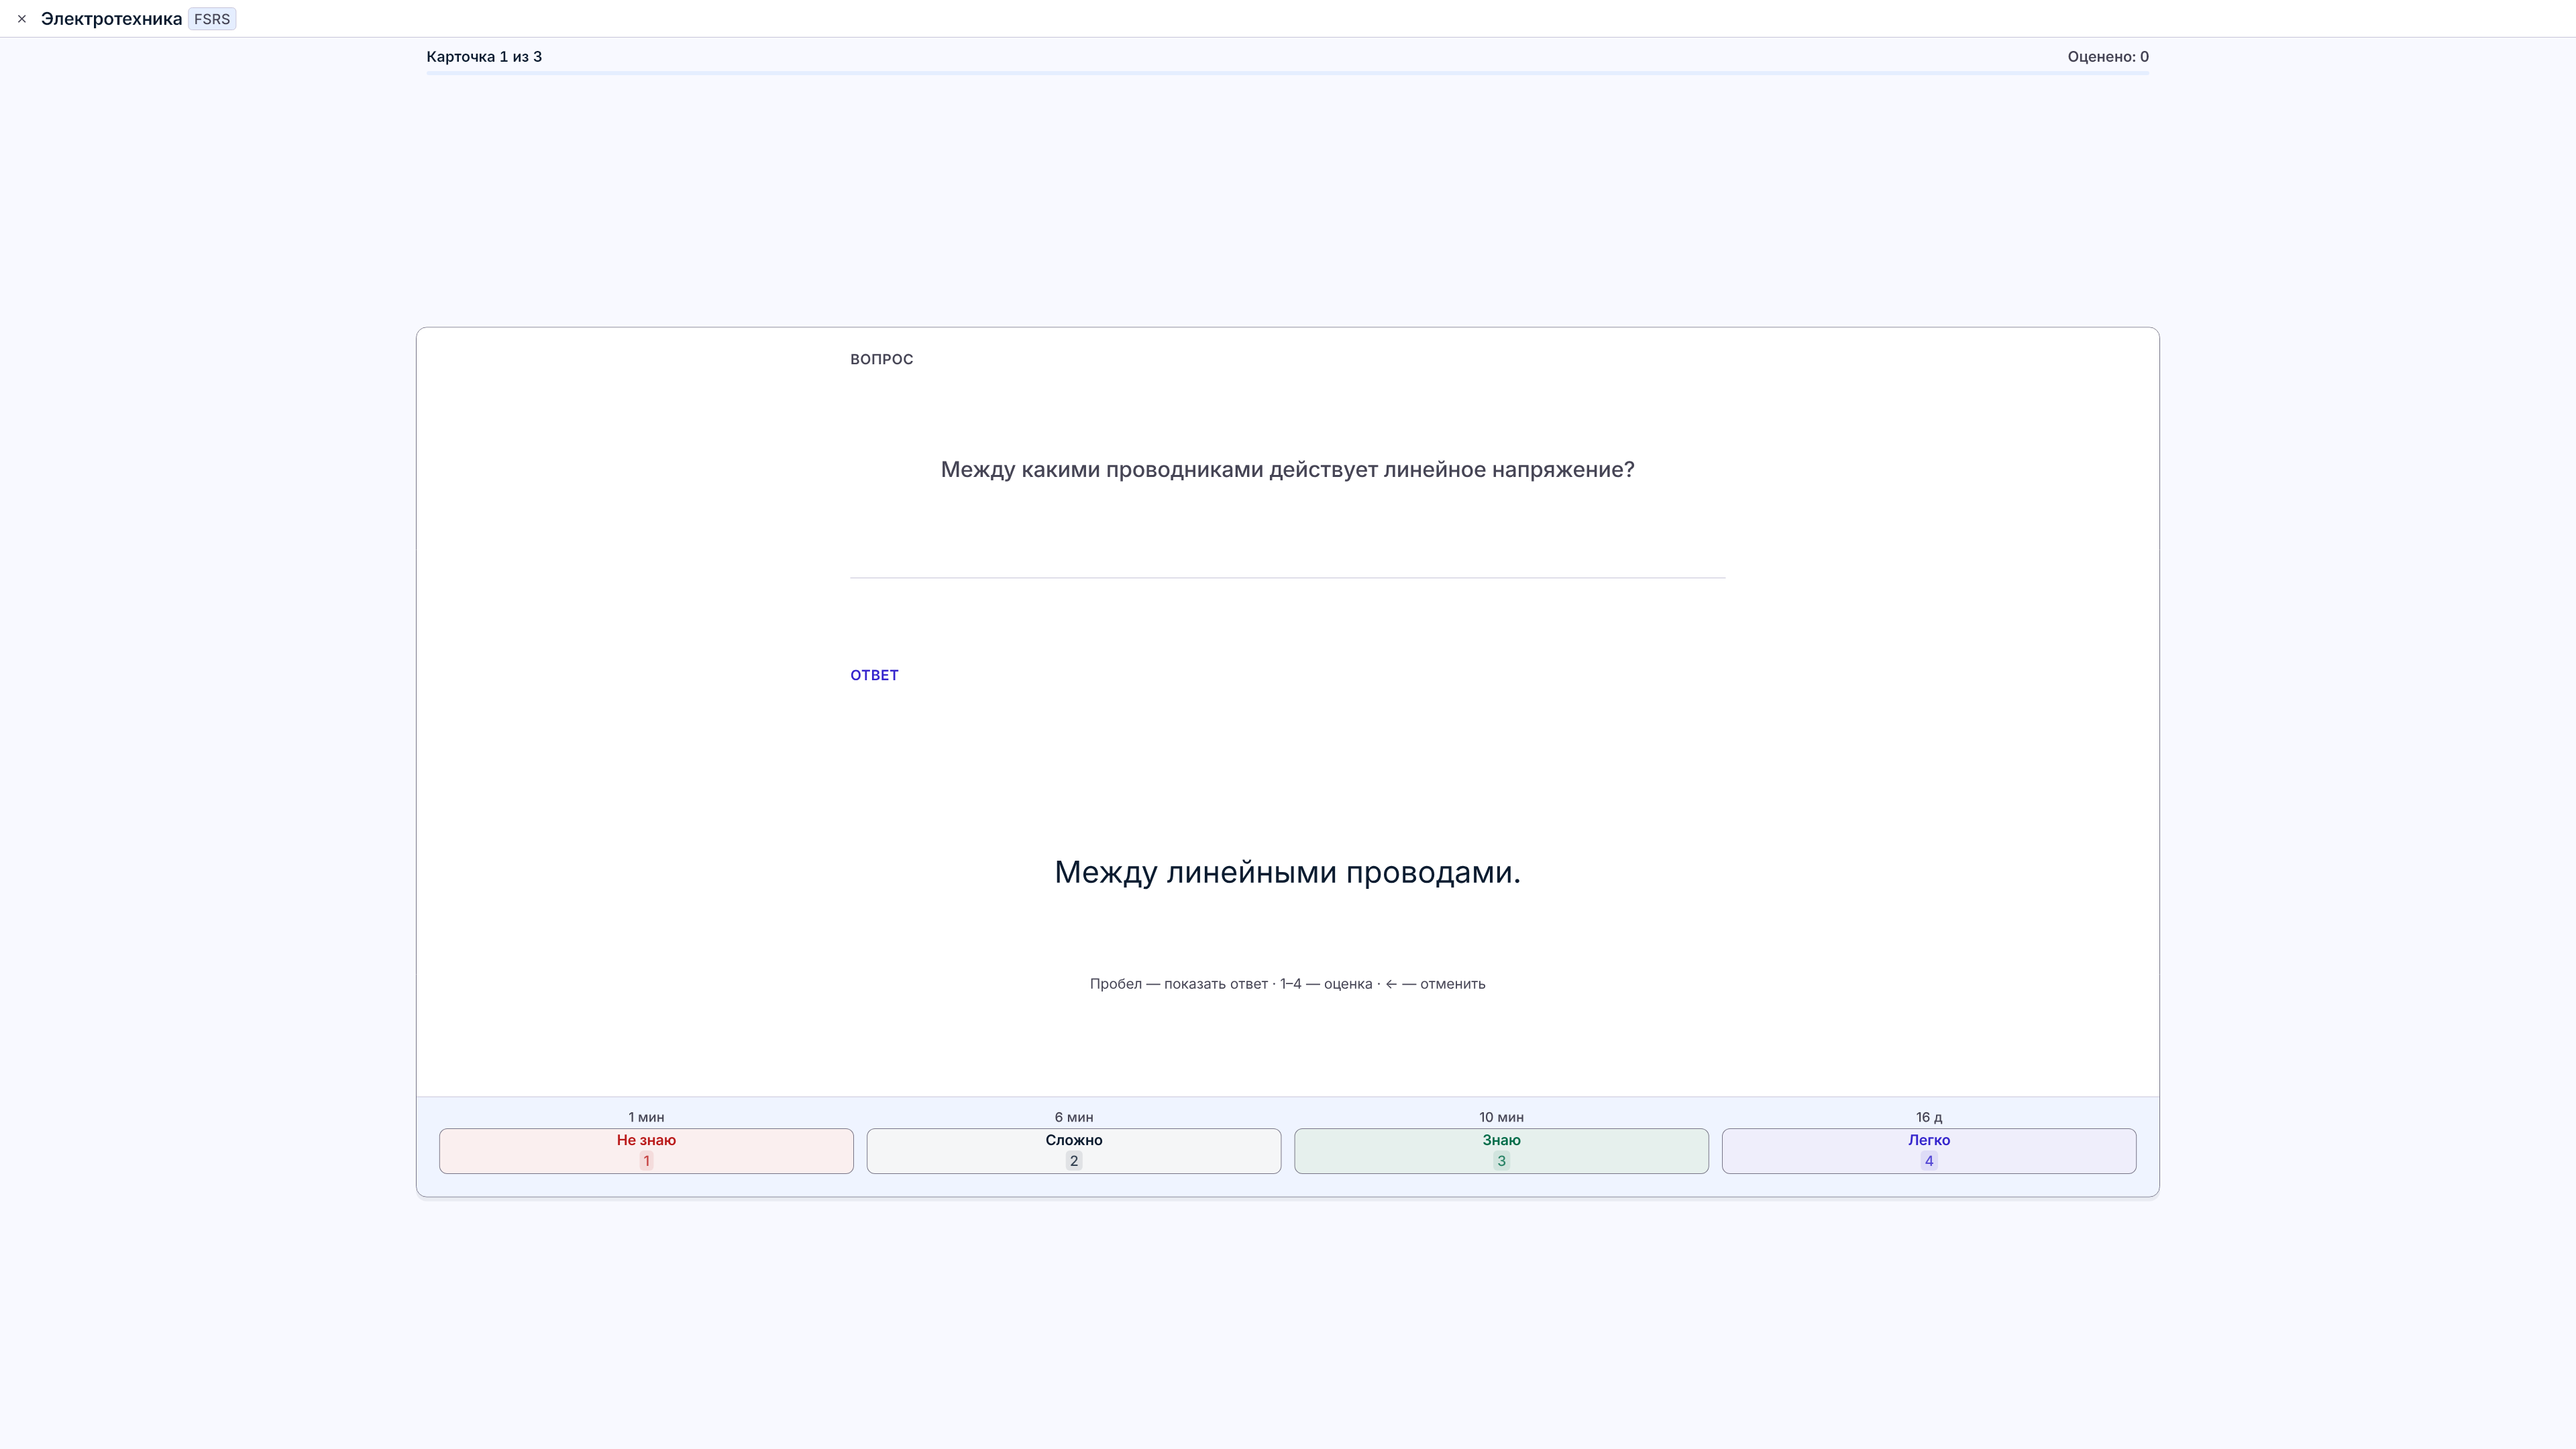 × Электротехника FSRS
Карточка 1 из 3
Оценено: 0
ВОПРОС
Между какими проводниками действует линейное напряжение?
ОТВЕТ
Между линейными проводами.
Пробел — показать ответ · 1–4 — оценка · ← — отменить
1 мин
Не знаю
1
6 мин
Сложно
2
10 мин
Знаю
3
16 д
Легко
4